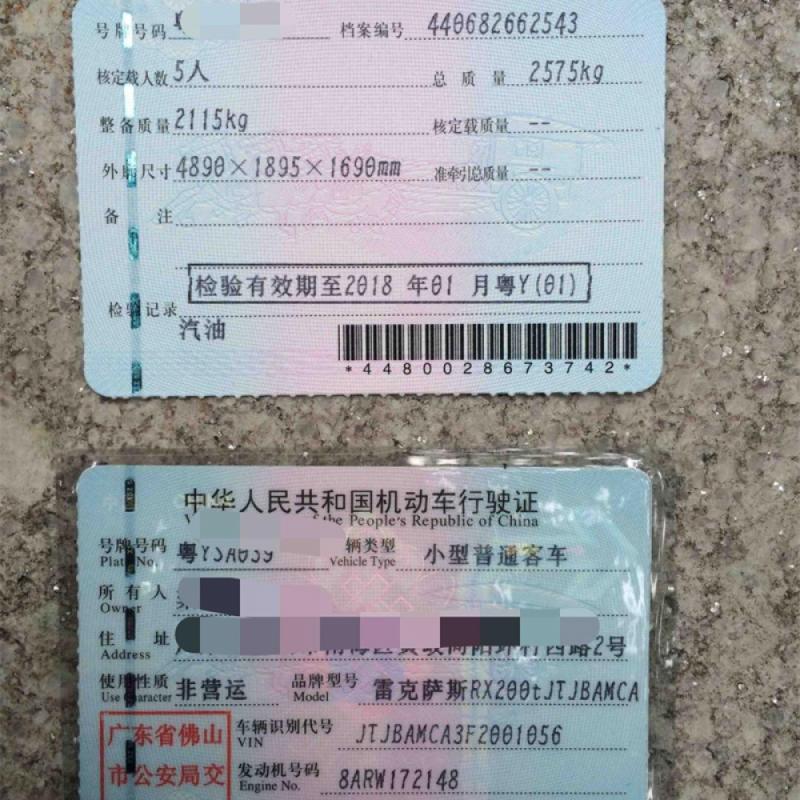 号牌号码 档案编号 440682662543
核定载人数 5人 总质量 2575kg
整备质量 2115kg 核定载质量 --
外廓尺寸 4890×1895×1690mm 准牵引总质量 --
备注
检验有效期至2018 年01 月粤Y(01)
检验记录
汽油
*4480028673742*
中华人民共和国机动车行驶证
the People's Republic of China
号牌号码 粤Y 辆类型 小型普通客车
Plate No. Vehicle Type
所有人
Owner
住址 2号
Address
使用性质 非营运 品牌型号 雷克萨斯RX200tJTJBAMCA
Use Character Model
广东省佛山 车辆识别代号 JTJBAMCA3F2001056
VIN
市公安局交 发动机号码 8ARW172148
Engine No.